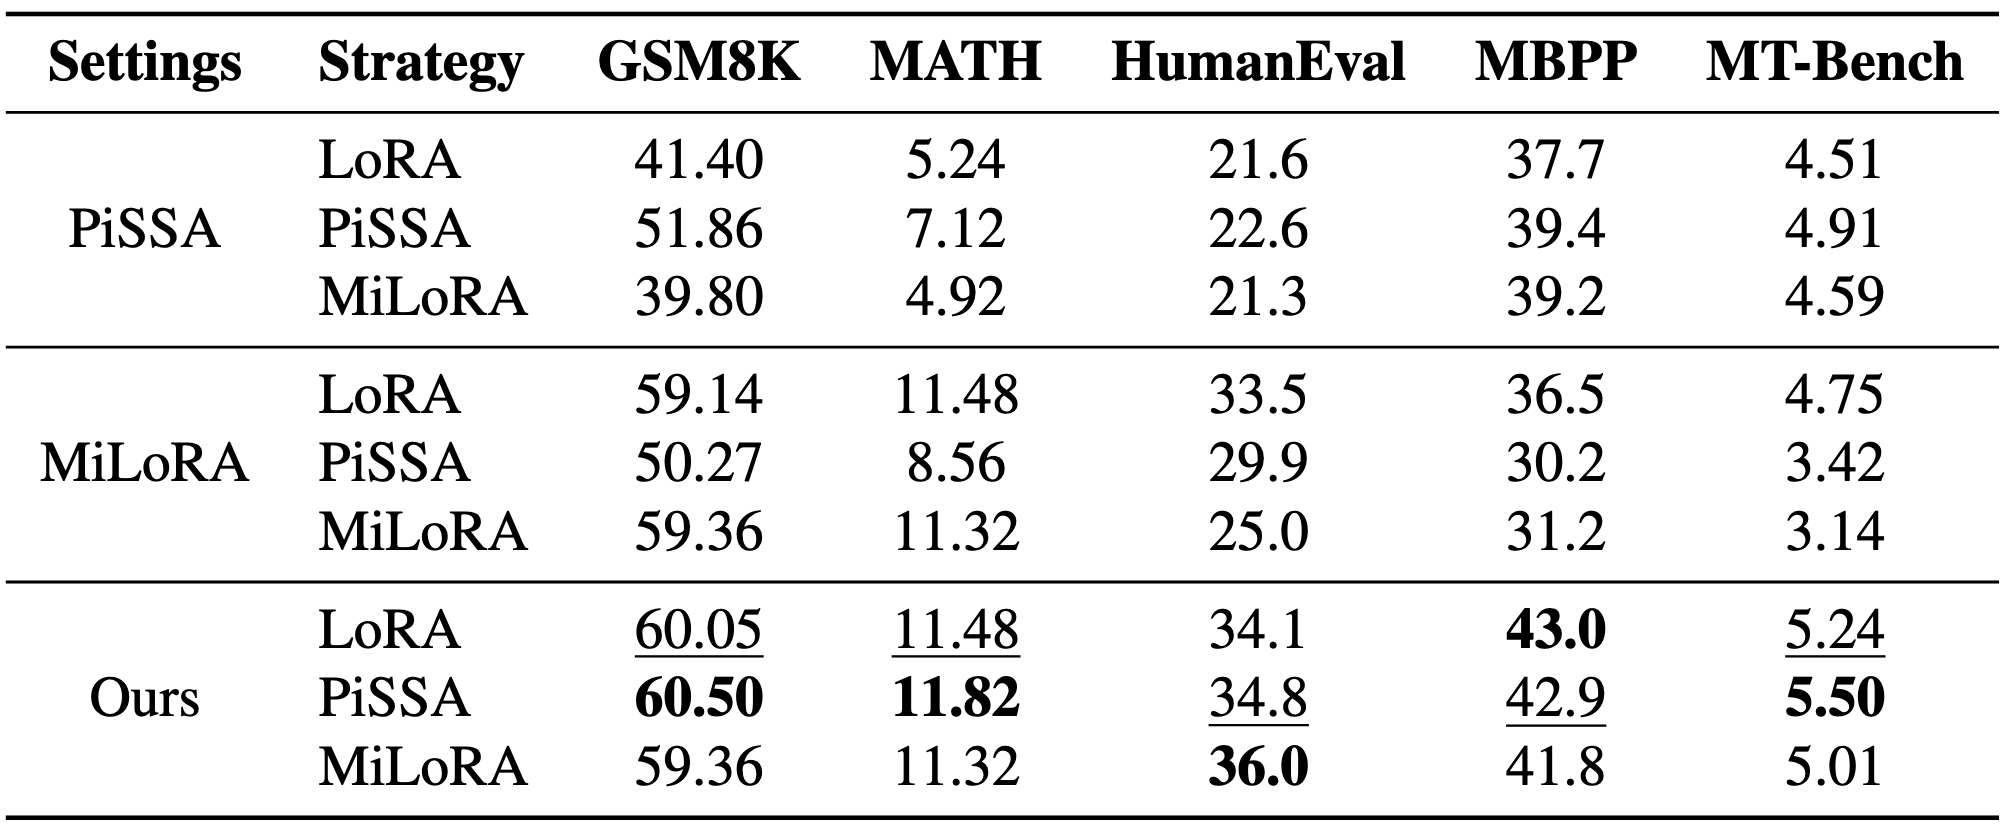 Settings Strategy GSM8K MATH HumanEval MBPP MT-Bench
LoRA 41.40 5.24 21.6 37.7 4.51
PiSSA PiSSA 51.86 7.12 22.6 39.4 4.91
MiLoRA 39.80 4.92 21.3 39.2 4.59
LoRA 59.14 11.48 33.5 36.5 4.75
MiLoRA PiSSA 50.27 8.56 29.9 30.2 3.42
MiLoRA 59.36 11.32 25.0 31.2 3.14
LoRA 60.05 11.48 34.1 43.0 5.24
Ours PiSSA 60.50 11.82 34.8 42.9 5.50
MiLoRA 59.36 11.32 36.0 41.8 5.01